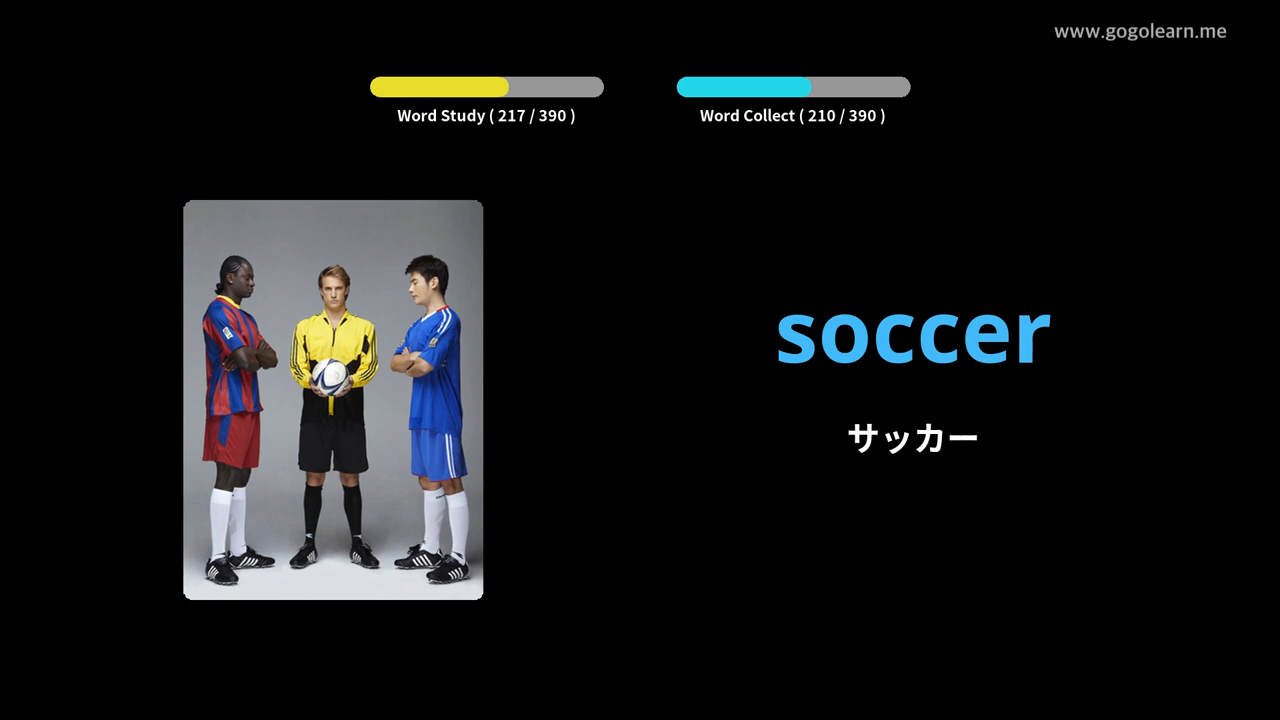 www.gogolearn.me
Word Study ( 217 / 390 )
Word Collect ( 210 / 390 )
soccer
サッカー